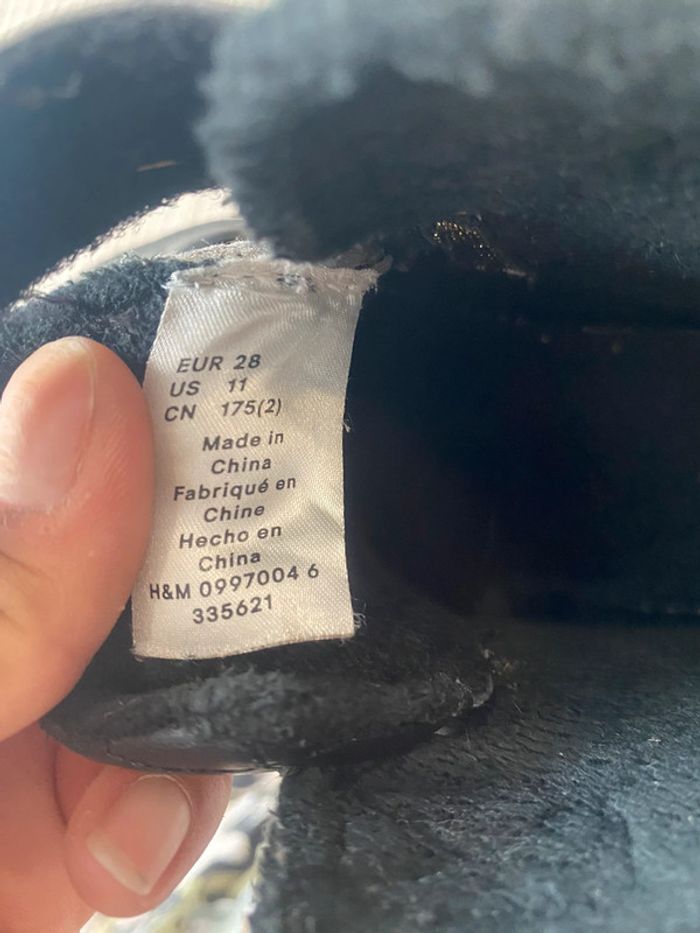 EUR 28
US 11
CN 175(2)
Made in
China
Fabriqué en
Chine
Hecho en
China
H&M 0997004 6
335621